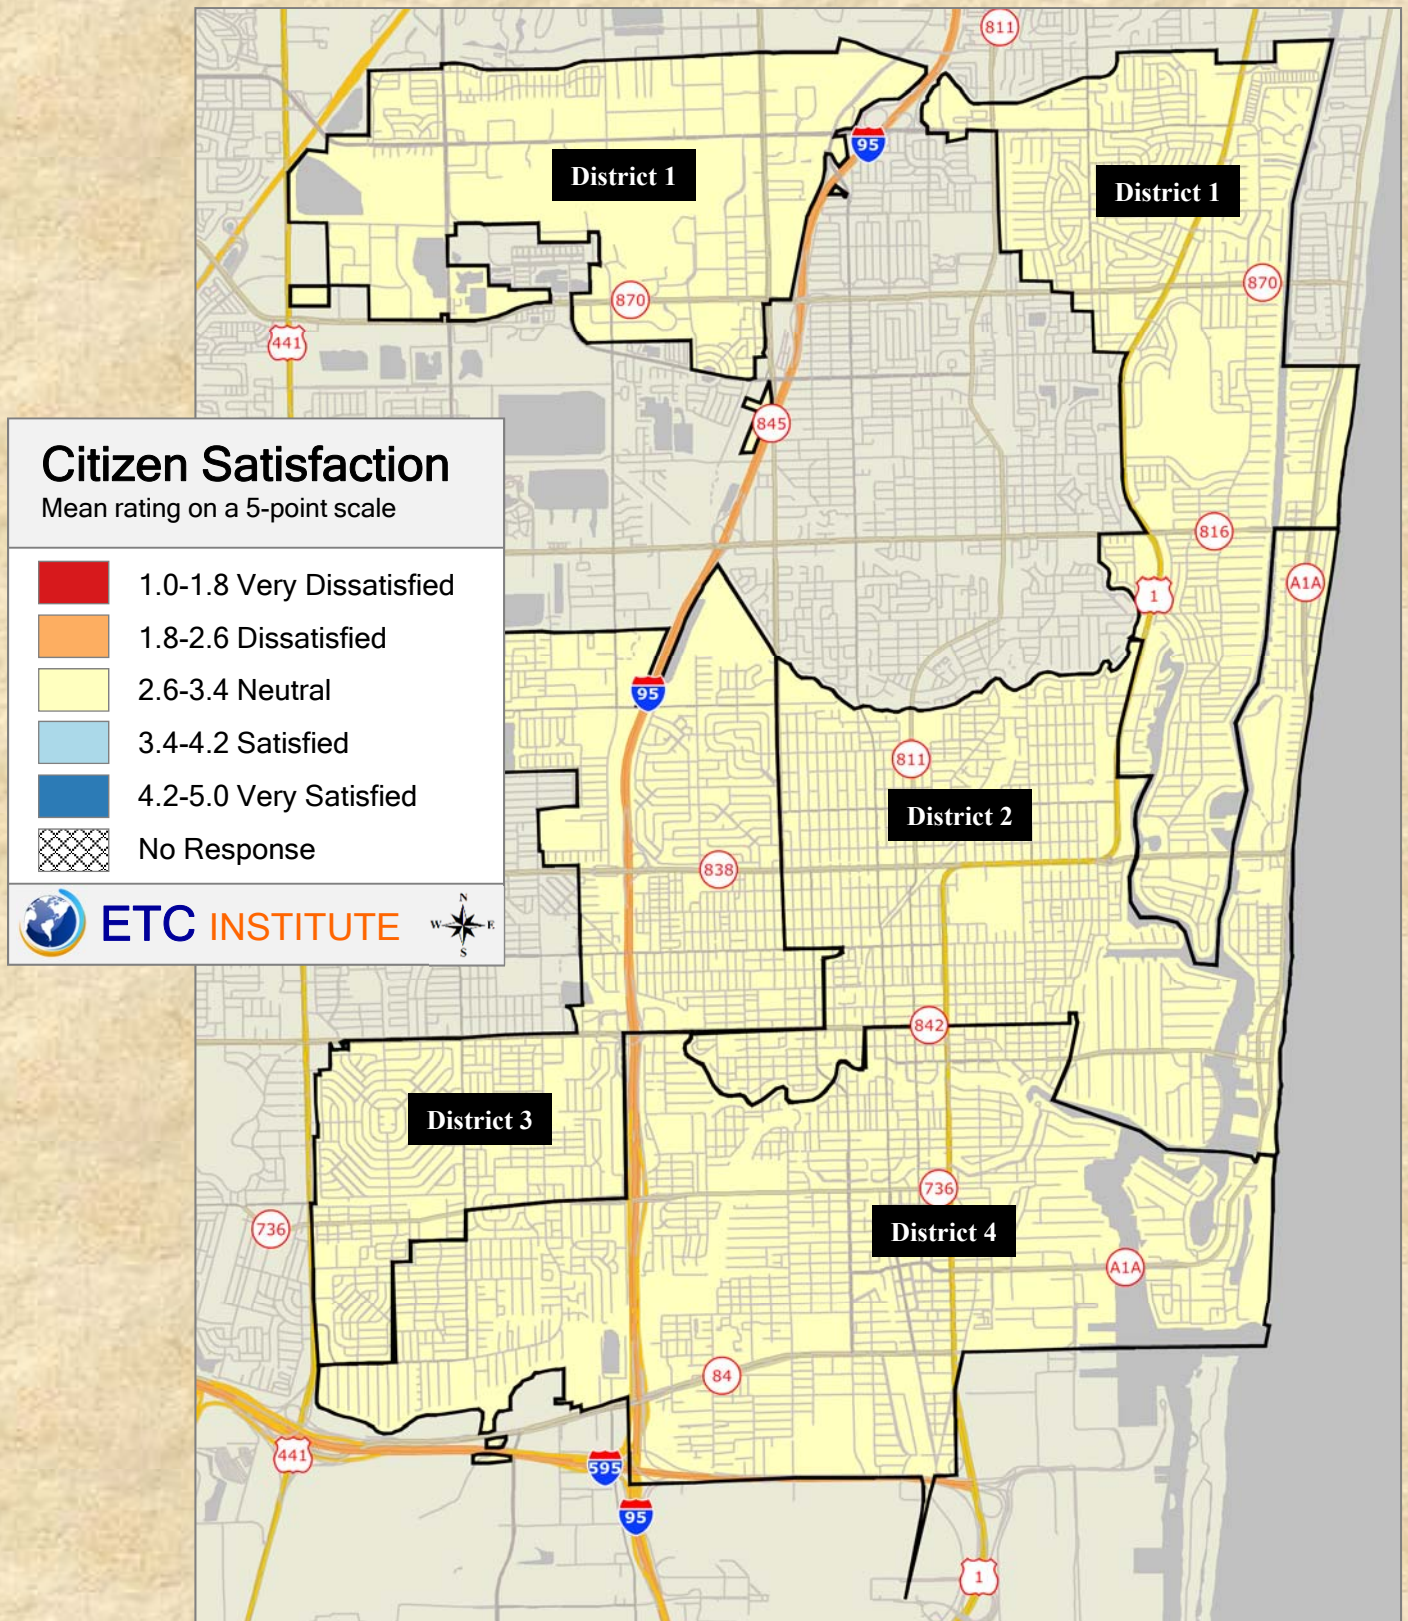 811
95
District 1
District 1
870
870
441
845
Citizen Satisfaction
Mean rating on a 5-point scale
816
1.0-1.8 Very Dissatisfied
A1A
1
1.8-2.6 Dissatisfied
2.6-3.4 Neutral
95
3.4-4.2 Satisfied
811
4.2-5.0 Very Satisfied
District 2
No Response
838
N
W E
S
ETC INSTITUTE
842
District 3
736
736
District 4
A1A
84
441
595
95
1